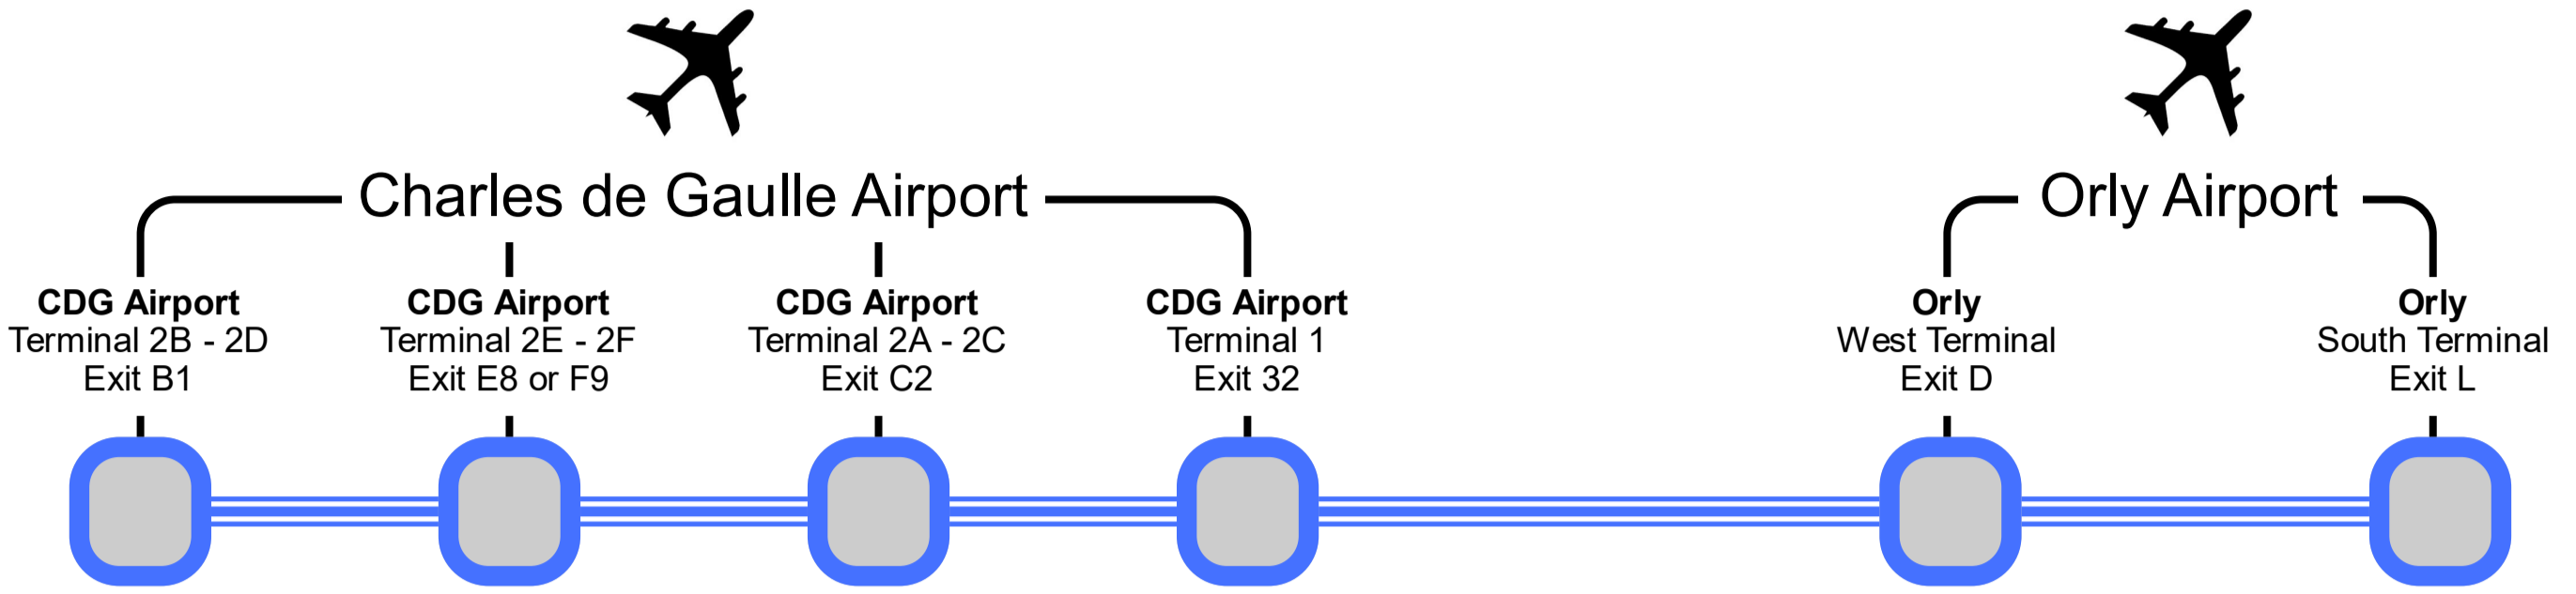 Charles de Gaulle Airport
Orly Airport
CDG Airport
Terminal 2B - 2D
Exit B1
CDG Airport
Terminal 2E - 2F
Exit E8 or F9
CDG Airport
Terminal 2A - 2C
Exit C2
CDG Airport
Terminal 1
Exit 32
Orly
West Terminal
Exit D
Orly
South Terminal
Exit L